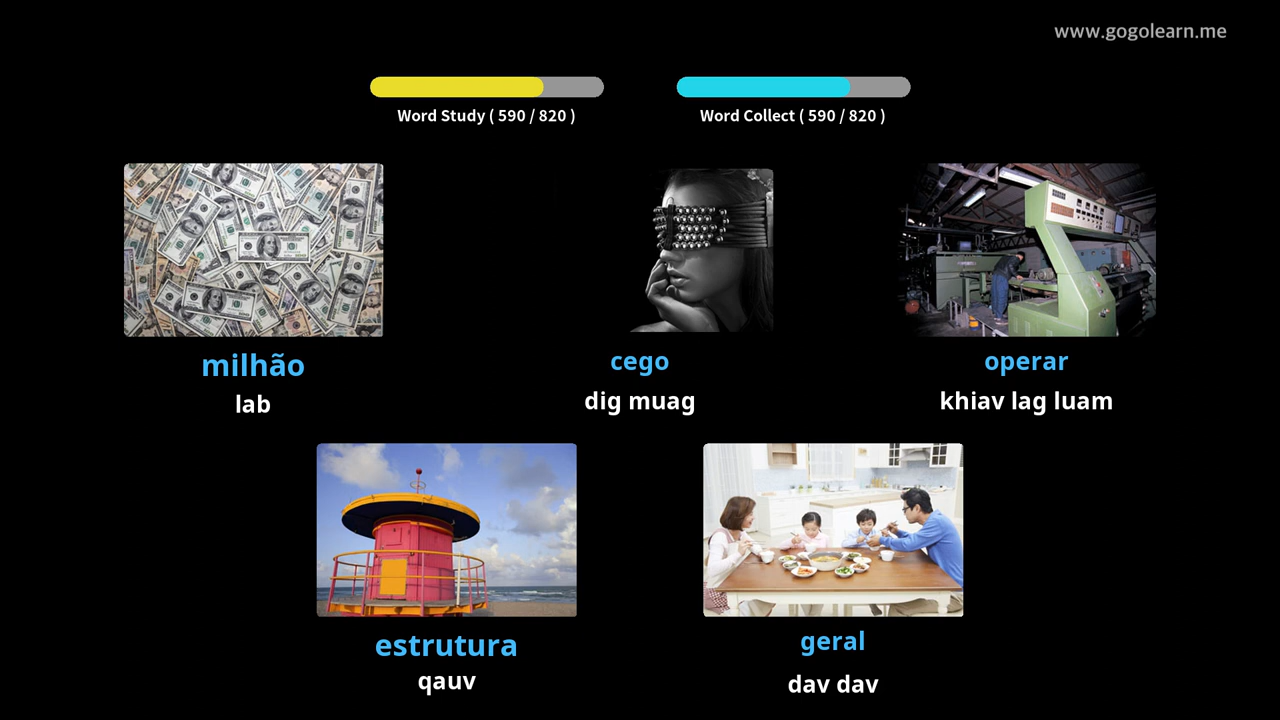 www.gogolearn.me
Word Study ( 590 / 820 )
Word Collect ( 590 / 820 )
milhão
lab
cego
dig muag
operar
khiav lag luam
estrutura
qauv
geral
dav dav